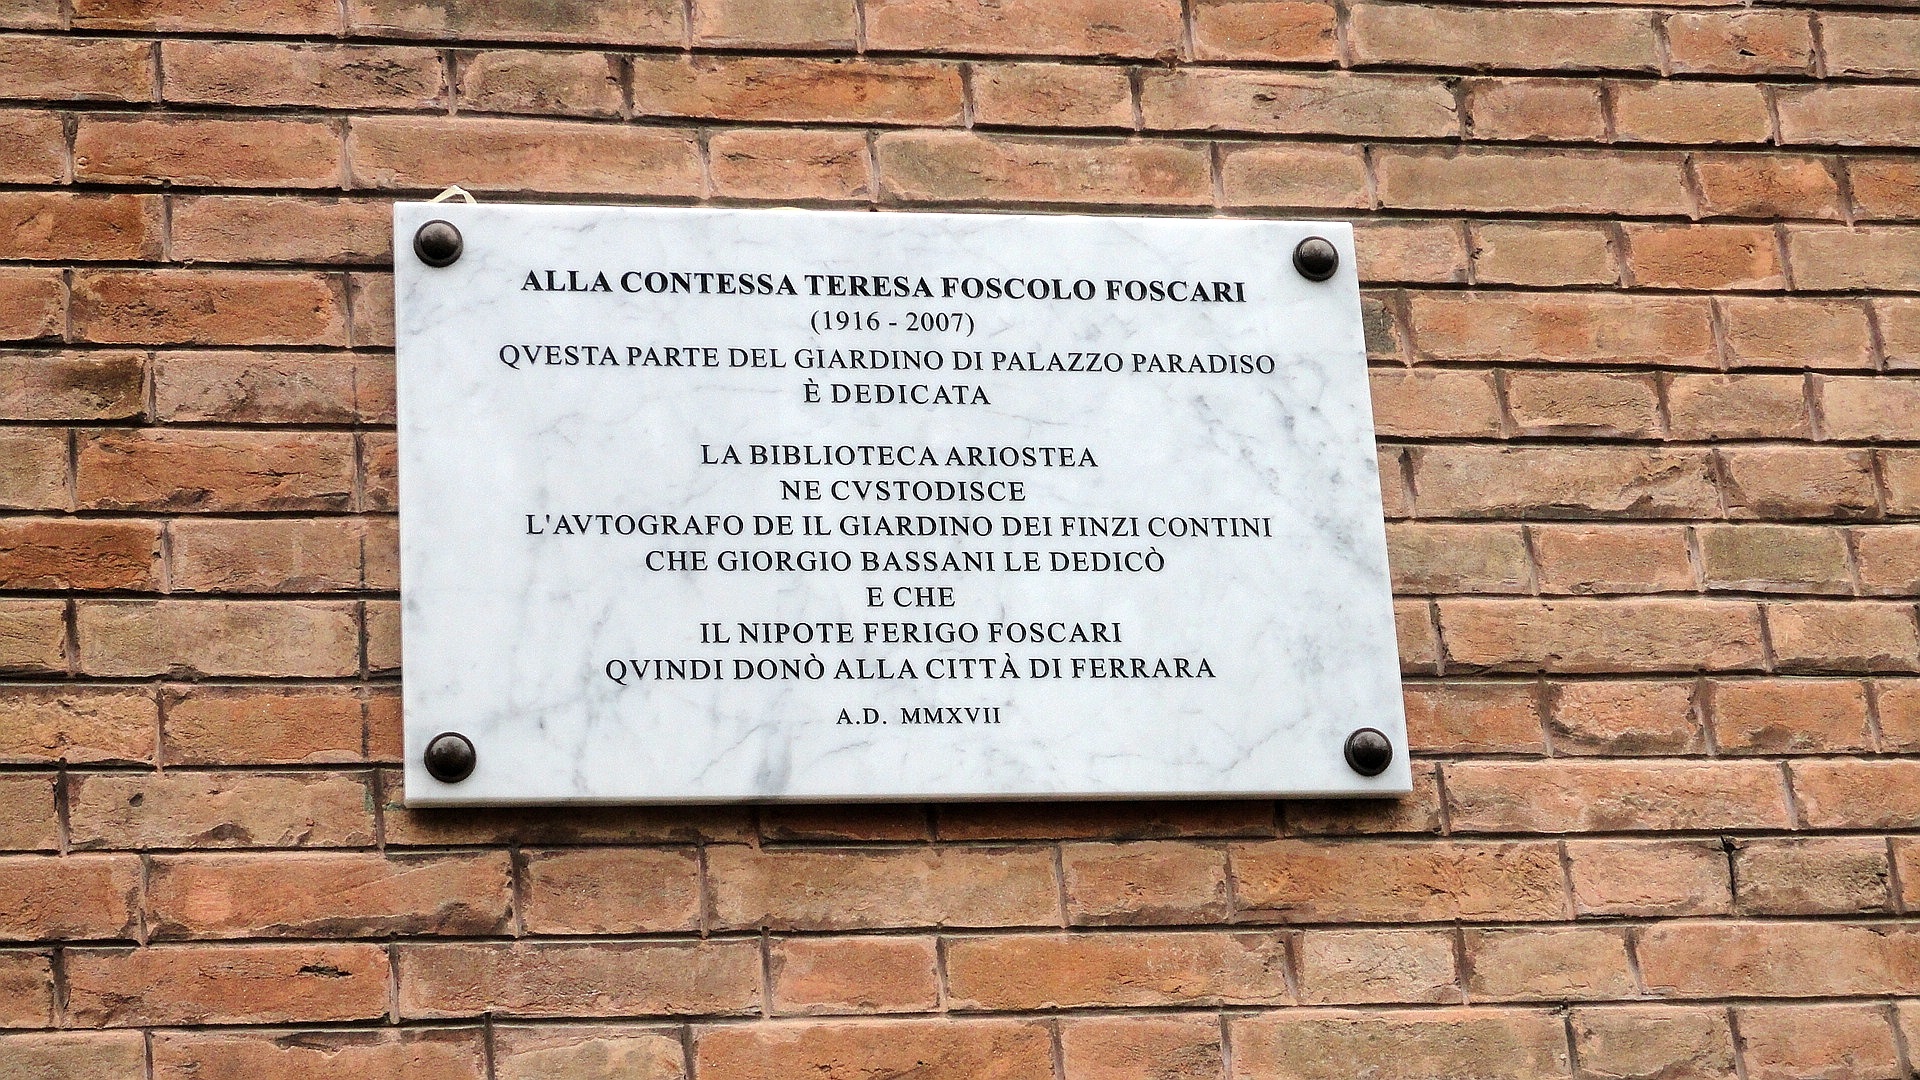 ALLA CONTESSA TERESA FOSCOLO FOSCARI
(1916 - 2007)
QVESTA PARTE DEL GIARDINO DI PALAZZO PARADISO
È DEDICATA
LA BIBLIOTECA ARIOSTEA
NE CVSTODISCE
L'AVTOGRAFO DE IL GIARDINO DEI FINZI CONTINI
CHE GIORGIO BASSANI LE DEDICÒ
E CHE
IL NIPOTE FERIGO FOSCARI
QVINDI DONÒ ALLA CITTÀ DI FERRARA
A.D. MMXVII